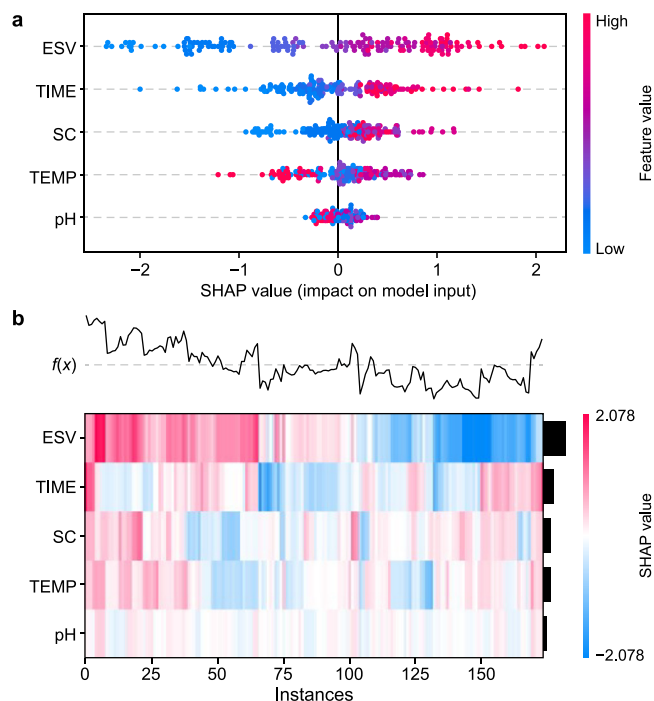 a
ESV
TIME
SC
TEMP
pH
−2
−1
0
1
2
SHAP value (impact on model input)
High
Feature value
Low
b
f(x)
ESV
TIME
SC
TEMP
pH
0
25
50
75
100
125
150
Instances
2.078
SHAP value
−2.078